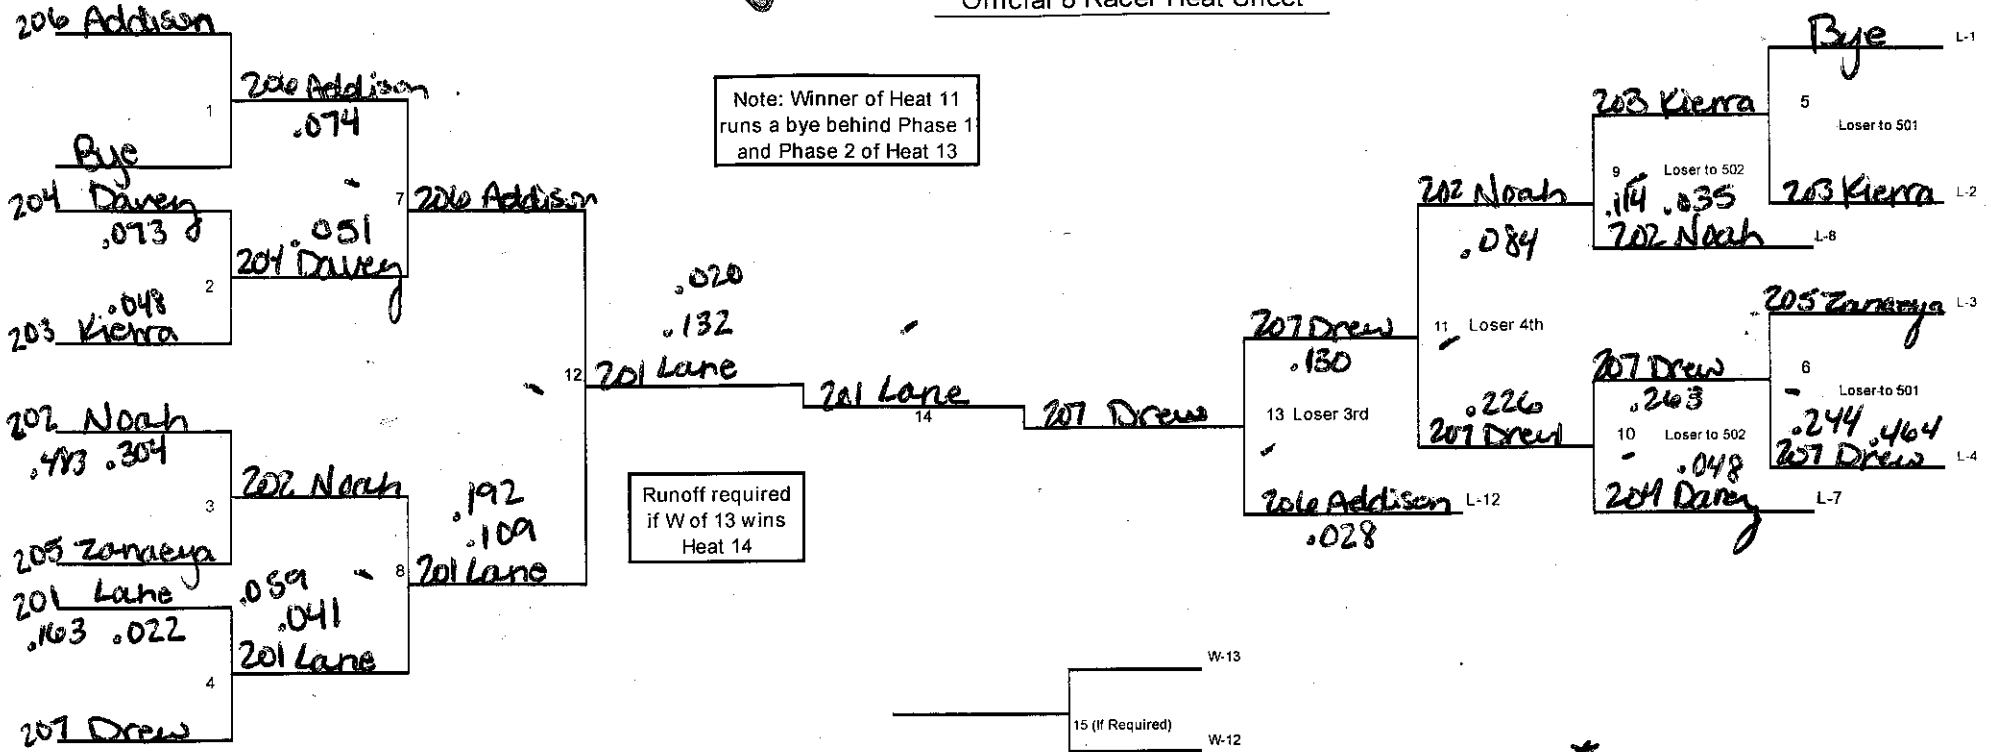 Official 8 Racer Heat Sheet
206 Addison
1
Bye
206 Addison
.074
204 Davey
.093
2
.048
203 Kierra
.051
204 Davey
7
206 Addison
202 Noah
.483 .304
3
205 Zanaeya
202 Noah
201 Lane
.163 .022
4
207 Drew
.059
.041
201 Lane
8
.192
.109
201 Lane
12
.020
.132
201 Lane
Note: Winner of Heat 11
runs a bye behind Phase 1
and Phase 2 of Heat 13
Runoff required
if W of 13 wins
Heat 14
201 Lane
14
207 Drew
207 Drew
.130
13 Loser 3rd
206 Addison L-12
.028
202 Noah
.084
11 Loser 4th
.226
207 Drew
203 Kierra
9 Loser to 502
.114 .035
202 Noah L-8
207 Drew
.263
10 Loser to 502
.048
204 Davey L-7
Bye L-1
5
Loser to 501
203 Kierra L-2
205 Zanaeya L-3
6
Loser to 501
.244 .464
207 Drew L-4
W-13
15 (If Required)
W-12
*